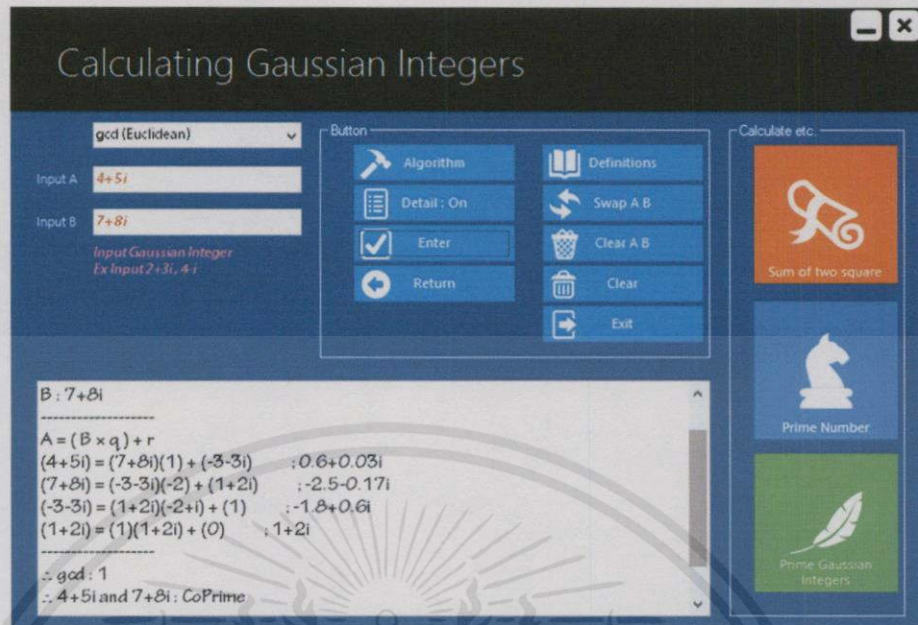 Calculating Gaussian Integers
gcd (Euclidean)
Input A 4+5i
Input B 7+8i
Input Gaussian Integer
Ex Input 2+3i, 4-i
Button
Algorithm
Detail : On
Enter
Return
Definitions
Swap A B
Clear A B
Clear
Exit
Calculate etc.
Sum of two square
Prime Number
Prime Gaussian
Integers
B : 7+8i
--------------------
A = ( B × q ) + r
(4+5i) = (7+8i)(1) + (-3-3i) ; 0.6+0.03i
(7+8i) = (-3-3i)(-2) + (1+2i) ; -2.5-0.17i
(-3-3i) = (1+2i)(-2+i) + (1) ; -1.8+0.6i
(1+2i) = (1)(1+2i) + (0) ; 1+2i
--------------------
∴ gcd : 1
∴ 4+5i and 7+8i : CoPrime